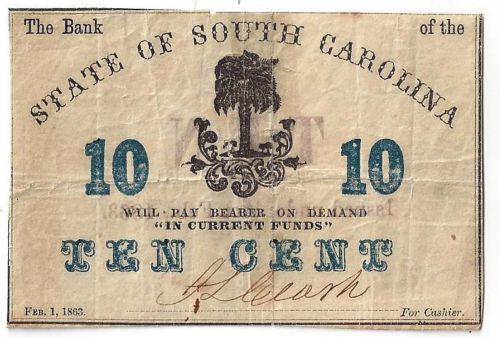 The Bank of the
STATE OF SOUTH CAROLINA
10 10
WILL PAY BEARER ON DEMAND
"IN CURRENT FUNDS"
TEN CENT
FEB. 1, 1863. For Cashier.